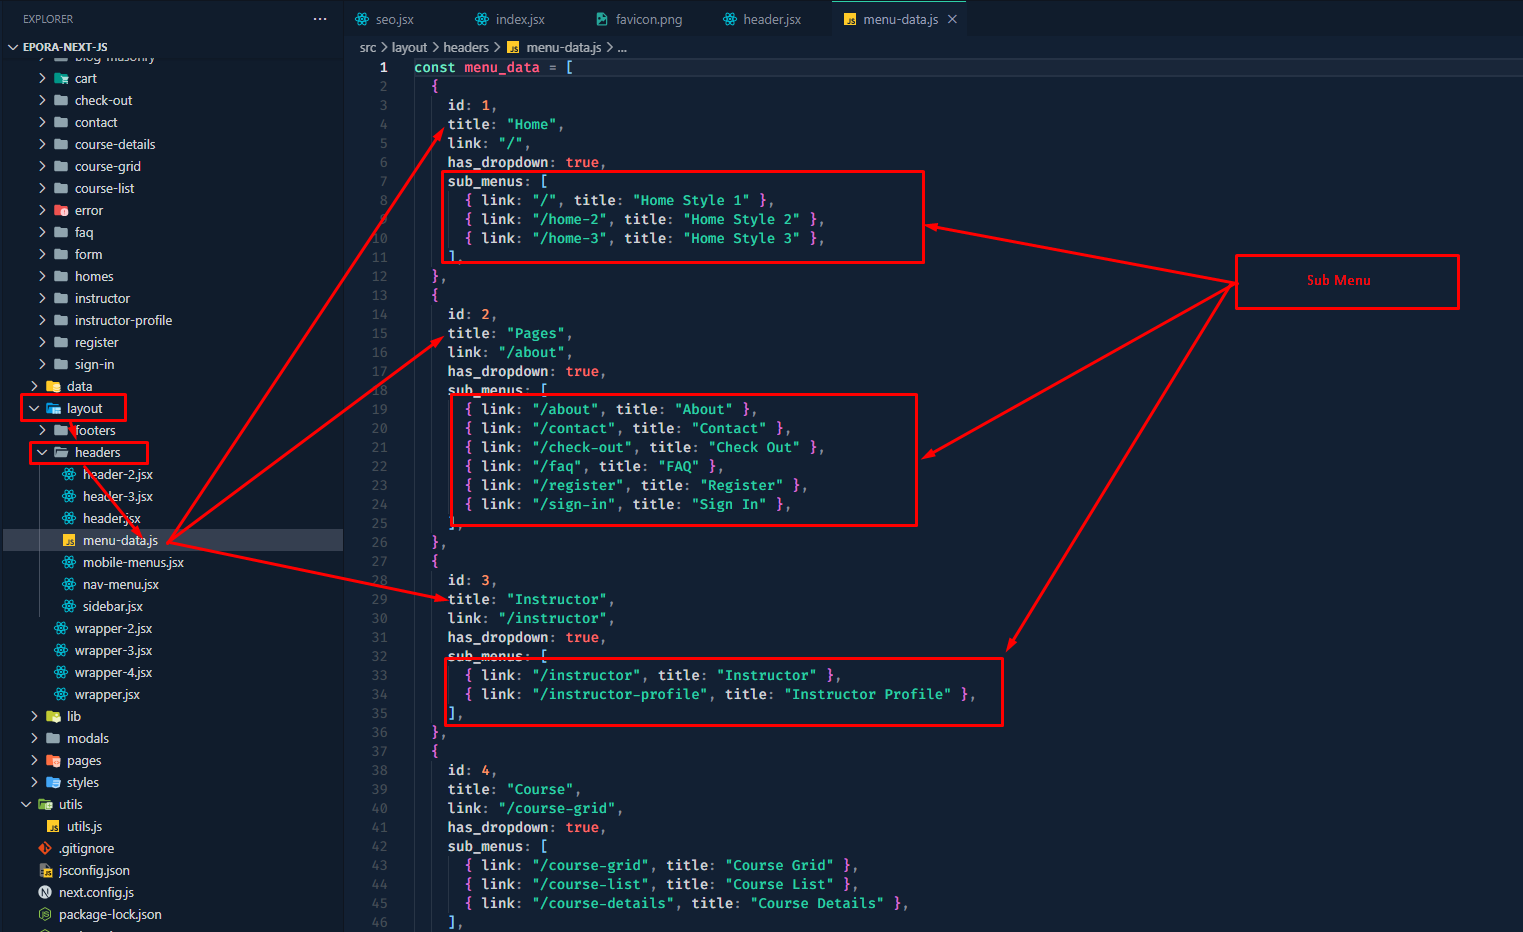 EXPLORER
EPORA-NEXT-JS
blog-masonry
cart
check-out
contact
course-details
course-grid
course-list
error
faq
form
homes
instructor
instructor-profile
register
sign-in
data
layout
footers
headers
header-2.jsx
header-3.jsx
header.jsx
menu-data.js
mobile-menus.jsx
nav-menu.jsx
sidebar.jsx
wrapper-2.jsx
wrapper-3.jsx
wrapper-4.jsx
wrapper.jsx
lib
modals
pages
styles
utils
utils.js
.gitignore
jsconfig.json
next.config.js
package-lock.json
seo.jsx index.jsx favicon.png header.jsx menu-data.js
src > layout > headers > menu-data.js > ...
1 const menu_data = [
2 {
3 id: 1,
4 title: "Home",
5 link: "/",
6 has_dropdown: true,
7 sub_menus: [
8 { link: "/", title: "Home Style 1" },
9 { link: "/home-2", title: "Home Style 2" },
10 { link: "/home-3", title: "Home Style 3" },
11 ],
12 },
13 {
14 id: 2,
15 title: "Pages",
16 link: "/about",
17 has_dropdown: true,
18 sub_menus: [
19 { link: "/about", title: "About" },
20 { link: "/contact", title: "Contact" },
21 { link: "/check-out", title: "Check Out" },
22 { link: "/faq", title: "FAQ" },
23 { link: "/register", title: "Register" },
24 { link: "/sign-in", title: "Sign In" },
25 ],
26 },
27 {
28 id: 3,
29 title: "Instructor",
30 link: "/instructor",
31 has_dropdown: true,
32 sub_menus: [
33 { link: "/instructor", title: "Instructor" },
34 { link: "/instructor-profile", title: "Instructor Profile" },
35 ],
36 },
37 {
38 id: 4,
39 title: "Course",
40 link: "/course-grid",
41 has_dropdown: true,
42 sub_menus: [
43 { link: "/course-grid", title: "Course Grid" },
44 { link: "/course-list", title: "Course List" },
45 { link: "/course-details", title: "Course Details" },
46 ],
Sub Menu